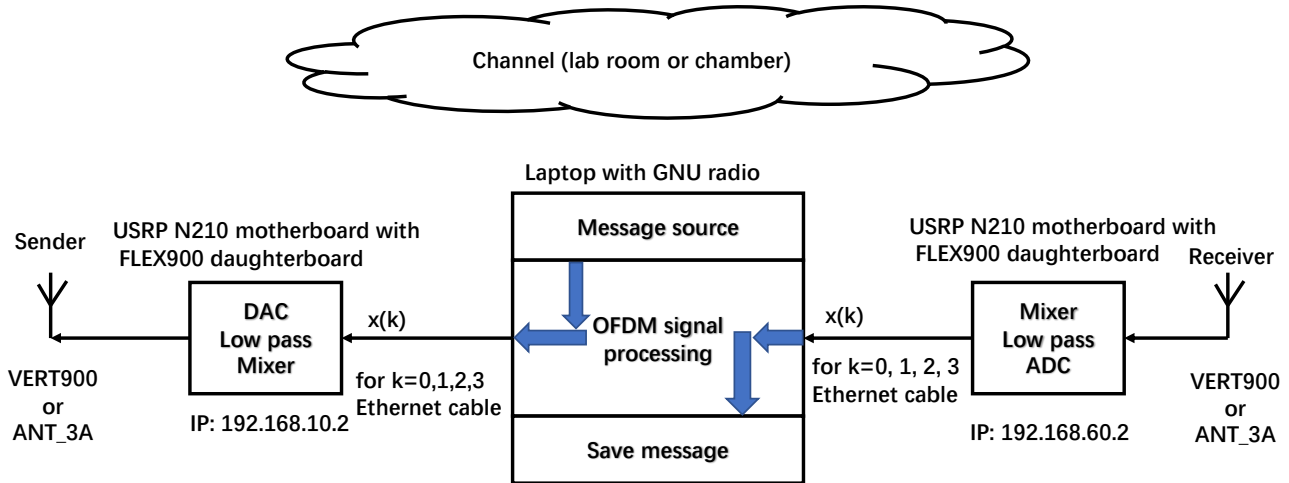 Channel (lab room or chamber)
Laptop with GNU radio
Message source
OFDM signal
processing
Save message
Sender
USRP N210 motherboard with
FLEX900 daughterboard
DAC
Low pass
Mixer
IP: 192.168.10.2
VERT900
or
ANT_3A
x(k)
for k=0,1,2,3
Ethernet cable
x(k)
for k=0, 1, 2, 3
Ethernet cable
USRP N210 motherboard with
FLEX900 daughterboard
Mixer
Low pass
ADC
IP: 192.168.60.2
Receiver
VERT900
or
ANT_3A